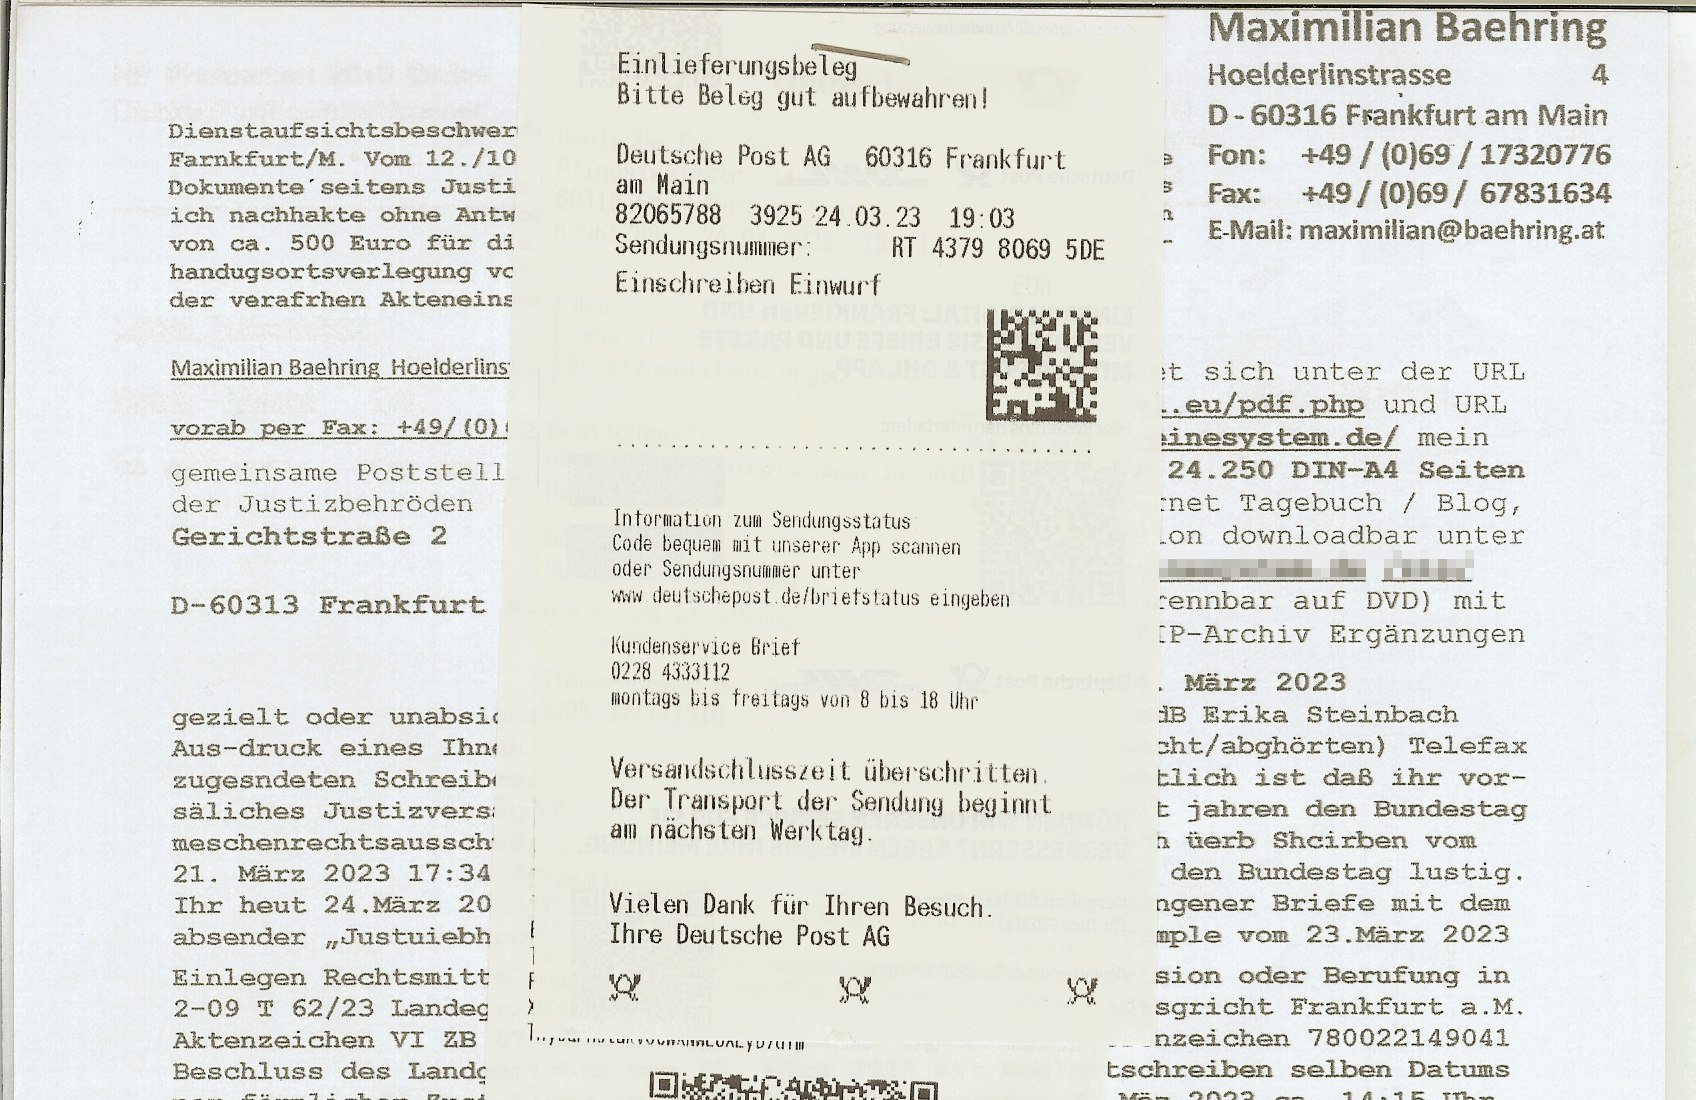 Maximilian Baehring
Hoelderlinstrasse 4
D - 60316 Frankfurt am Main
Fon: +49 / (0)69 / 17320776
Fax: +49 / (0)69 / 67831634
E-Mail: maximilian@baehring.at
Dienstaufsichtsbeschwer
Farnkfurt/M. Vom 12./10
Dokumente´seitens Justi
ich nachhakte ohne Antw
von ca. 500 Euro für di
handugsortsverlegung vo
der verafrhen Akteneins
Maximilian Baehring Hoelderlins
vorab per Fax: +49/(0)
gemeinsame Poststell
der Justizbehröden
Gerichtstraße 2
D-60313 Frankfurt
gezielt oder unabsic
Aus-druck eines Ihne
zugesndeten Schreibe
säliches Justizvers
meschenrechtsaussch
21. März 2023 17:34
Ihr heut 24.März 20
absender „Justuiebh
Einlegen Rechtsmitt
2-09 T 62/23 Landeg
Aktenzeichen VI ZB
Beschluss des Landg
Einlieferungsbeleg
Bitte Beleg gut aufbewahren!
Deutsche Post AG 60316 Frankfurt
am Main
82065788 3925 24.03.23 19:03
Sendungsnummer: RT 4379 8069 5DE
Einschreiben Einwurf
Information zum Sendungsstatus
Code bequem mit unserer App scannen
oder Sendungsnummer unter
www.deutschepost.de/briefstatus eingeben
Kundenservice Brief
0228 4333112
montags bis freitags von 8 bis 18 Uhr
Versandschlusszeit überschritten.
Der Transport der Sendung beginnt
am nächsten Werktag.
Vielen Dank für Ihren Besuch.
Ihre Deutsche Post AG
et sich unter der URL
.eu/pdf.php und URL
einesystem.de/ mein
24.250 DIN-A4 Seiten
rnet Tagebuch / Blog,
ion downloadbar unter
rennbar auf DVD) mit
IP-Archiv Ergänzungen
. März 2023
dB Erika Steinbach
cht/abghörten) Telefax
tlich ist daß ihr vor-
t jahren den Bundestag
h üerb Shcirben vom
den Bundestag lustig.
ngener Briefe mit dem
mple vom 23.März 2023
sion oder Berufung in
sgricht Frankfurt a.M.
nzeichen 780022149041
tschreiben selben Datums
Mäz 2023 ca. 14:15 Uhr